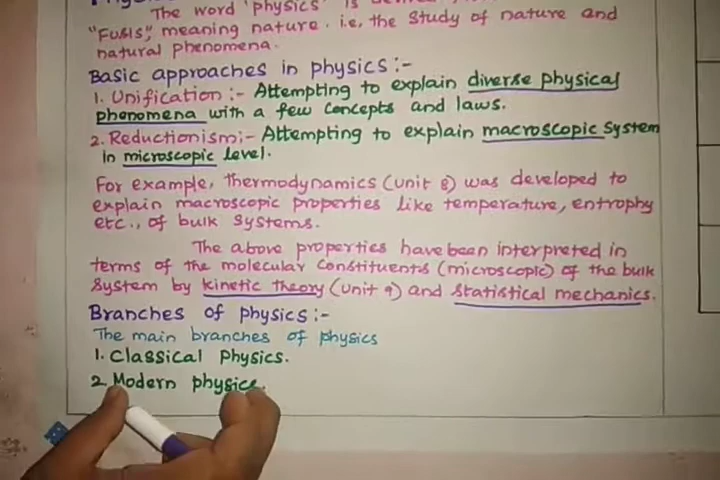 The word 'physics' is
"Fusis", meaning nature. i.e, the study of nature and
natural phenomena.
Basic approaches in physics:-
1. Unification :- Attempting to explain diverse physical
phenomena with a few concepts and laws.
2. Reductionism:- Attempting to explain macroscopic System
in microscopic level.
For example, Thermodynamics (unit 8) was developed to
explain macroscopic properties like temperature, entrophy
etc., of bulk systems.
The above properties have been interpreted in
terms of the molecular constituents (microscopic) of the bulk
System by kinetic theory (unit 9) and statistical mechanics.
Branches of physics:-
The main branches of physics
1. Classical Physics.
2. Modern physics.